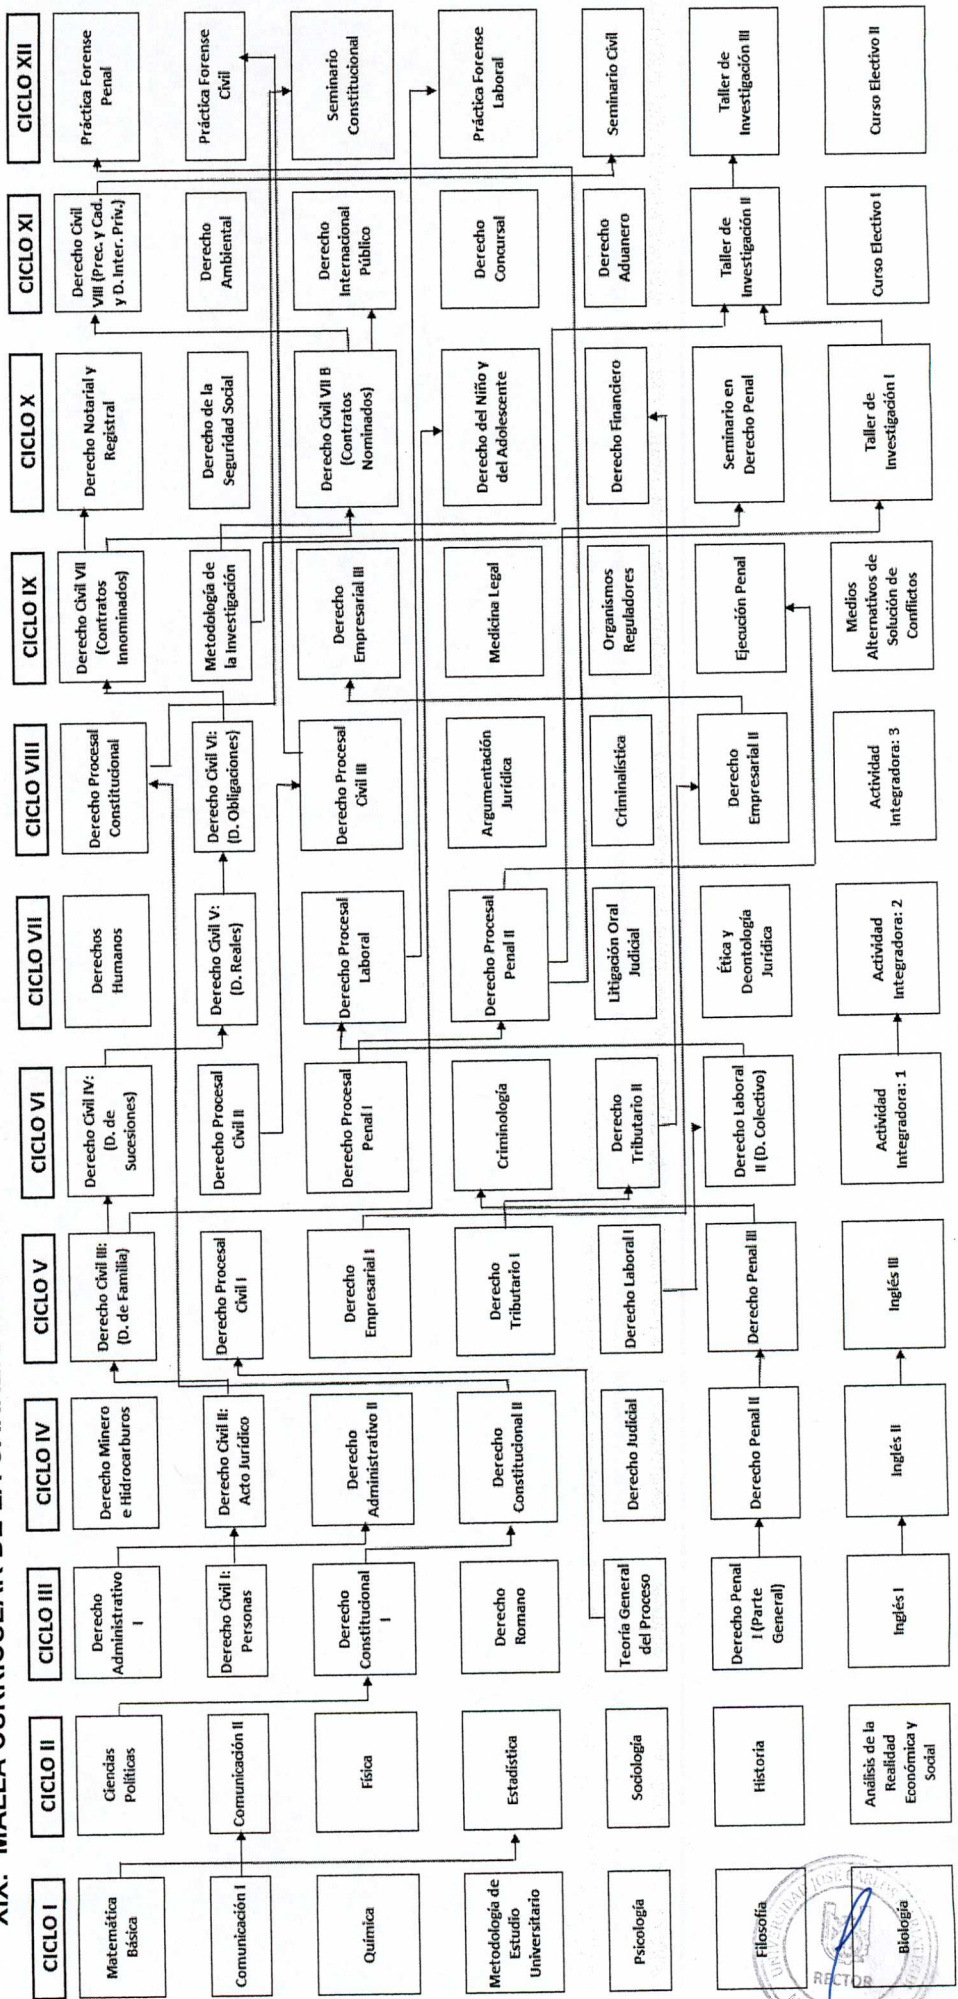 XIX. MALLA CURRICULAR DE LA
CICLO I
Matemática
Básica
Comunicación I
Química
Metodología de
Estudio
Universitario
Psicología
Filosofía
Biología
CICLO II
Ciencias
Políticas
Comunicación II
Física
Estadística
Sociología
Historia
Análisis de la
Realidad
Económica y
Social
CICLO III
Derecho
Administrativo
I
Derecho Civil I:
Personas
Derecho
Constitucional
I
Derecho
Romano
Teoría General
del Proceso
Derecho Penal
I (Parte
General)
Inglés I
CICLO IV
Derecho Minero
e Hidrocarburos
Derecho Civil II:
Acto Jurídico
Derecho
Administrativo II
Derecho
Constitucional II
Derecho Judicial
Derecho Penal II
Inglés II
CICLO V
Derecho Civil III:
(D. de Familia)
Derecho Procesal
Civil I
Derecho
Empresarial I
Derecho
Tributario I
Derecho Laboral I
Derecho Penal III
Inglés III
CICLO VI
Derecho Civil IV:
(D. de
Sucesiones)
Derecho Procesal
Civil II
Derecho Procesal
Penal I
Criminología
Derecho
Tributario II
Derecho Laboral
II (D. Colectivo)
Actividad
Integradora: 1
CICLO VII
Derechos
Humanos
Derecho Civil V:
(D. Reales)
Derecho Procesal
Laboral
Derecho Procesal
Penal II
Litigación Oral
Judicial
Ética y
Deontología
Jurídica
Actividad
Integradora: 2
CICLO VIII
Derecho Procesal
Constitucional
Derecho Civil VI:
(D. Obligaciones)
Derecho Procesal
Civil III
Argumentación
Jurídica
Criminalística
Derecho
Empresarial II
Actividad
Integradora: 3
CICLO IX
Derecho Civil VII
(Contratos
Innominados)
Metodología de
la Investigación
Derecho
Empresarial III
Medicina Legal
Organismos
Reguladores
Ejecución Penal
Medios
Alternativos de
Solución de
Conflictos
CICLO X
Derecho Notarial y
Registral
Derecho de la
Seguridad Social
Derecho Civil VII B
(Contratos
Nominados)
Derecho del Niño y
del Adolescente
Derecho Financiero
Seminario en
Derecho Penal
Taller de
Investigación I
CICLO XI
Derecho Civil
VIII (Prec. y Cad.
y D. Inter. Priv.)
Derecho
Ambiental
Derecho
Internacional
Público
Derecho
Concursal
Derecho
Aduanero
Taller de
Investigación II
Curso Electivo I
CICLO XII
Práctica Forense
Penal
Práctica Forense
Civil
Seminario
Constitucional
Práctica Forense
Laboral
Seminario Civil
Taller de
Investigación III
Curso Electivo II
UNIVERSIDAD JOSE CARLOS
RECTOR